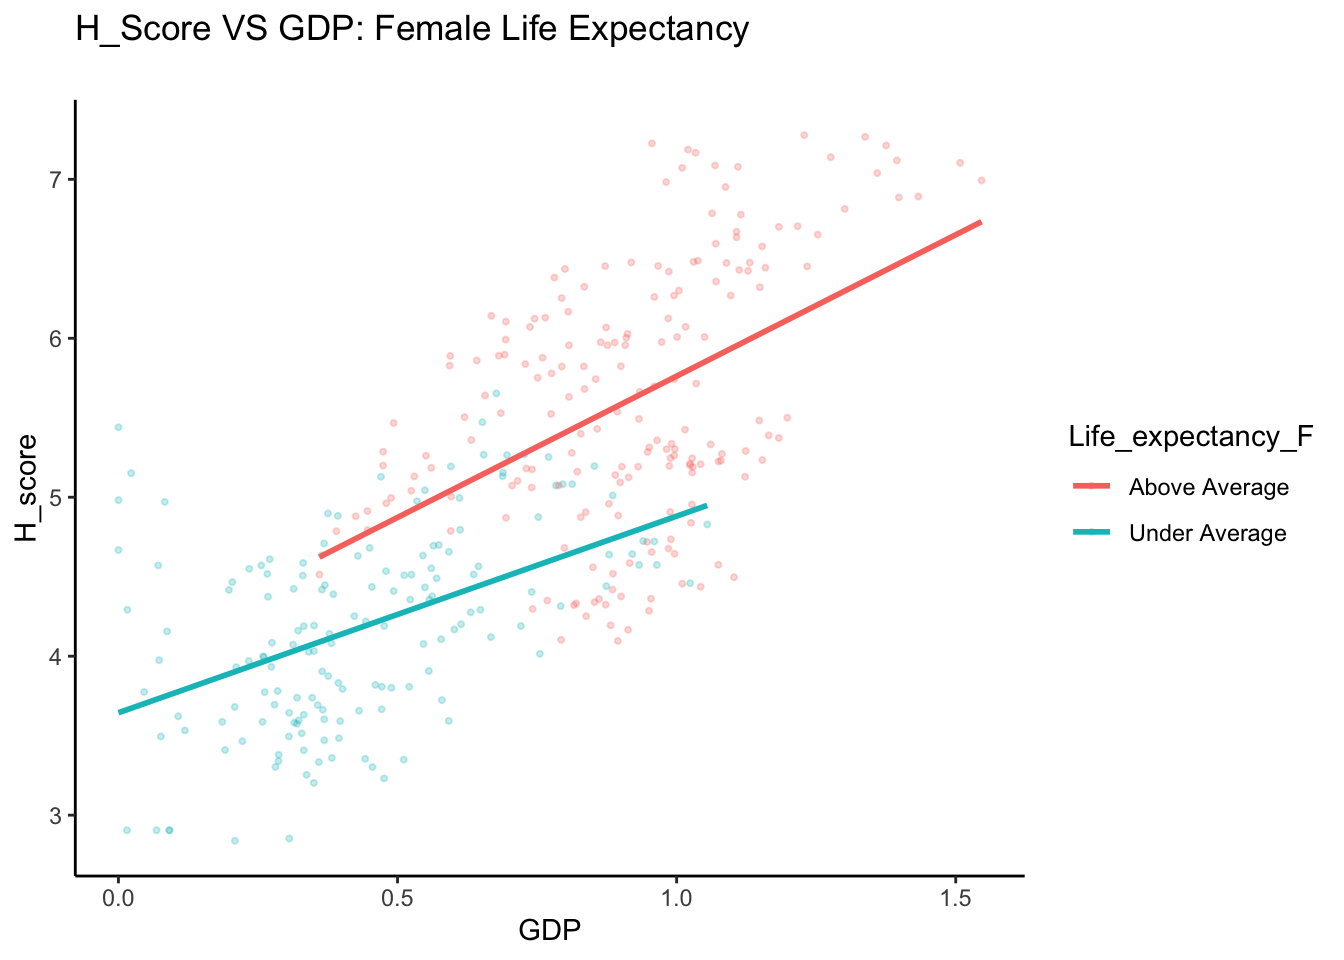 H_Score VS GDP: Female Life Expectancy
7
6
5
4
3
H_score
0.0 0.5 1.0 1.5
GDP
Life_expectancy_F
Above Average
Under Average